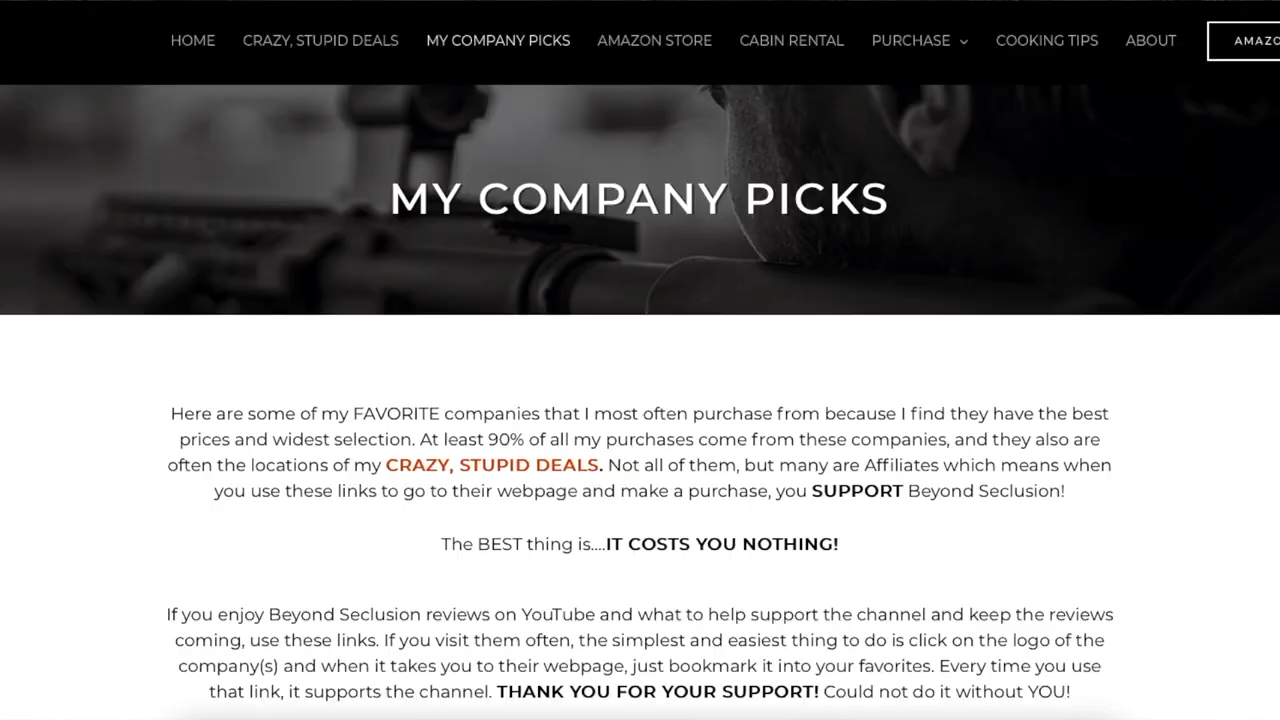 HOME CRAZY, STUPID DEALS MY COMPANY PICKS AMAZON STORE CABIN RENTAL PURCHASE COOKING TIPS ABOUT AMAZO
MY COMPANY PICKS
Here are some of my FAVORITE companies that I most often purchase from because I find they have the best
prices and widest selection. At least 90% of all my purchases come from these companies, and they also are
often the locations of my CRAZY, STUPID DEALS. Not all of them, but many are Affiliates which means when
you use these links to go to their webpage and make a purchase, you SUPPORT Beyond Seclusion!
The BEST thing is....IT COSTS YOU NOTHING!
If you enjoy Beyond Seclusion reviews on YouTube and what to help support the channel and keep the reviews
coming, use these links. If you visit them often, the simplest and easiest thing to do is click on the logo of the
company(s) and when it takes you to their webpage, just bookmark it into your favorites. Every time you use
that link, it supports the channel. THANK YOU FOR YOUR SUPPORT! Could not do it without YOU!